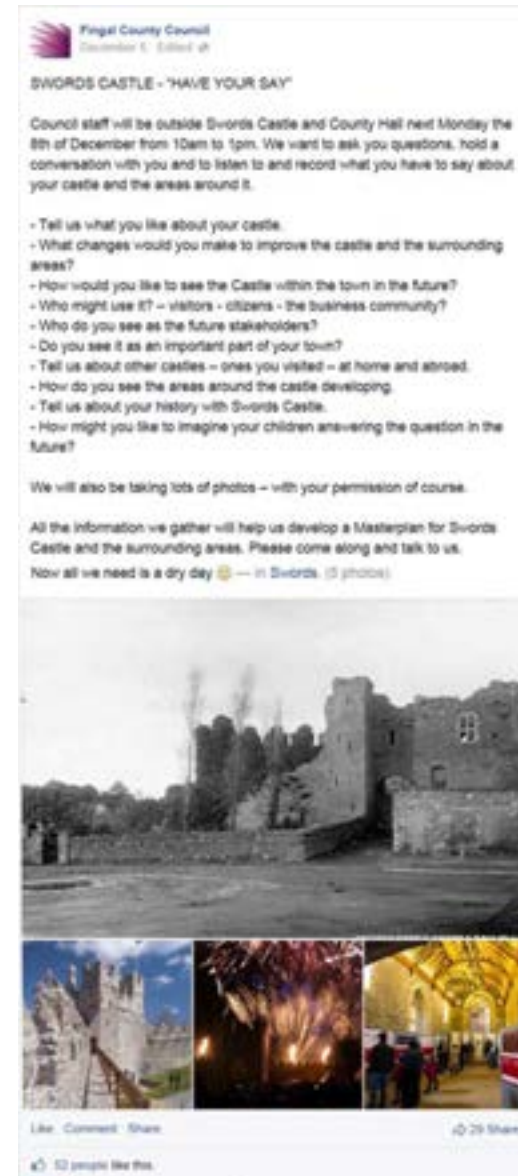 Fingal County Council
December 5 · Edited ·
SWORDS CASTLE - "HAVE YOUR SAY"
Council staff will be outside Swords Castle and County Hall next Monday the
8th of December from 10am to 1pm. We want to ask you questions, hold a
conversation with you and to listen to and record what you have to say about
your castle and the areas around it.
- Tell us what you like about your castle.
- What changes would you make to improve the castle and the surrounding
areas?
- How would you like to see the Castle within the town in the future?
- Who might use it? – visitors - citizens - the business community?
- Who do you see as the future stakeholders?
- Do you see it as an important part of your town?
- Tell us about other castles – ones you visited – at home and abroad.
- How do you see the areas around the castle developing.
- Tell us about your history with Swords Castle.
- How might you like to imagine your children answering the question in the
future?
We will also be taking lots of photos – with your permission of course.
All the information we gather will help us develop a Masterplan for Swords
Castle and the surrounding areas. Please come along and talk to us.
Now all we need is a dry day 🙂 — in Swords. (5 photos)
Like Comment Share 29 Share
52 people like this.